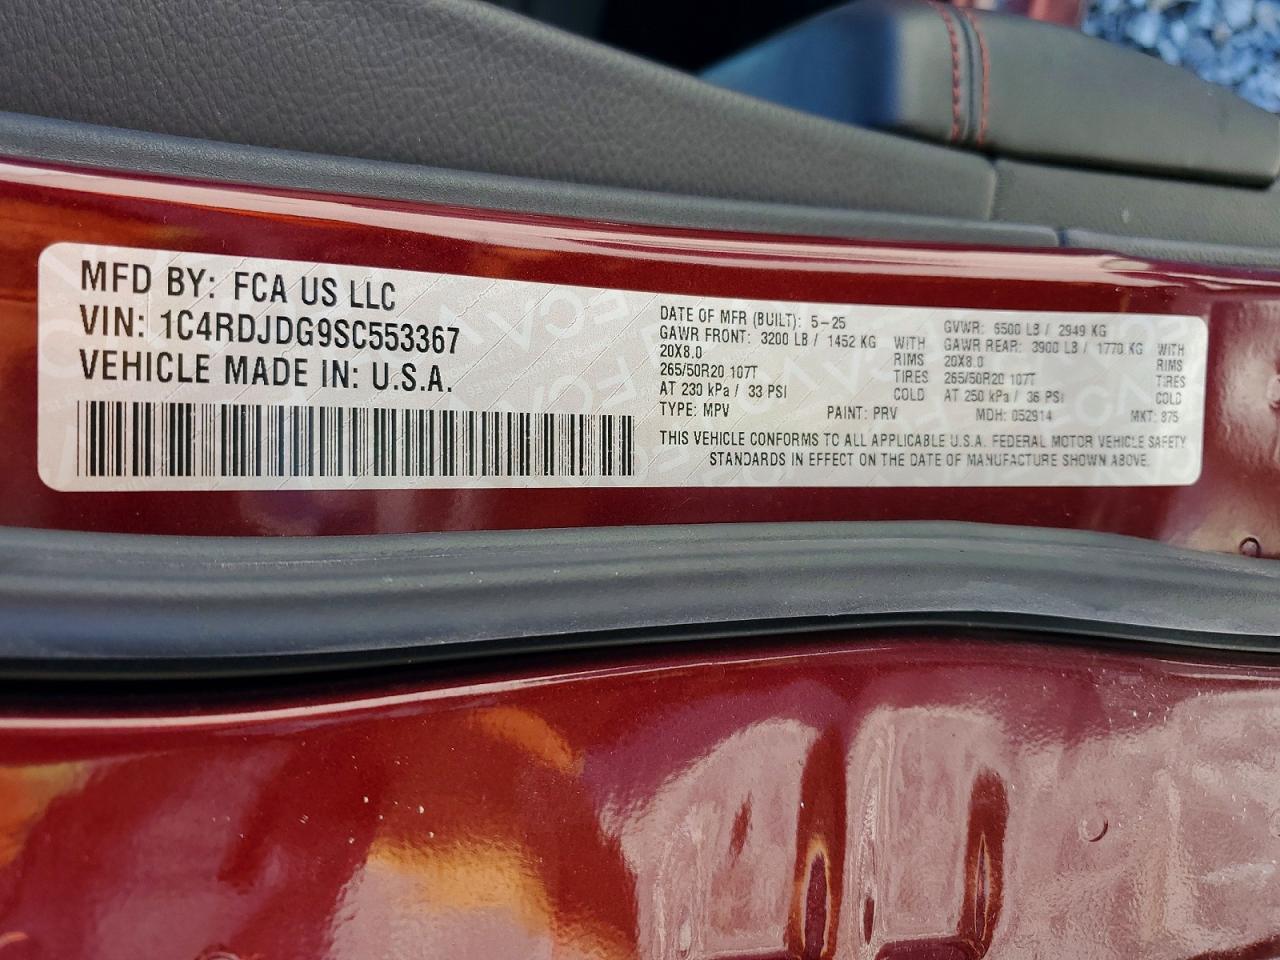 MFD BY: FCA US LLC
VIN: 1C4RDJDG9SC553367
VEHICLE MADE IN: U.S.A.
DATE OF MFR (BUILT): 5-25 GVWR: 6500 LB / 2949 KG
GAWR FRONT: 3200 LB / 1452 KG WITH GAWR REAR: 3900 LB / 1770 KG WITH
20X8.0 RIMS 20X8.0 RIMS
265/50R20 107T TIRES 265/50R20 107T TIRES
AT 230 kPa / 33 PSI COLD AT 250 kPa / 36 PSI COLD
TYPE: MPV PAINT: PRV MDH: 052914 MKT: 875
THIS VEHICLE CONFORMS TO ALL APPLICABLE U.S.A. FEDERAL MOTOR VEHICLE SAFETY
STANDARDS IN EFFECT ON THE DATE OF MANUFACTURE SHOWN ABOVE.